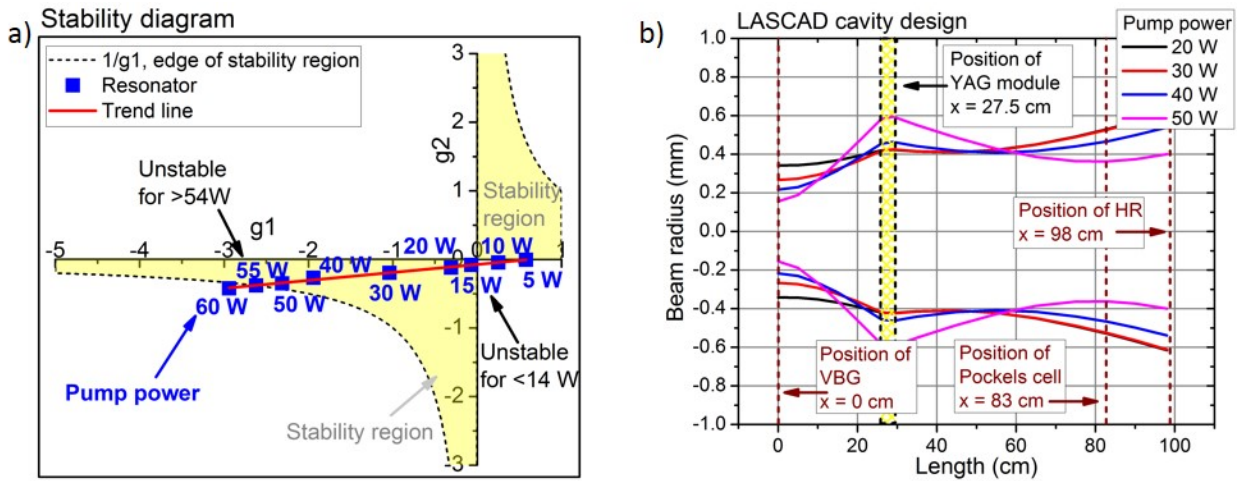 a)
Stability diagram
1/g1, edge of stability region
Resonator
Trend line
3
2
1
g2
Unstable
for >54W
Stability
region
g1
-5
-3
-2
-1
1
20 W
10 W
55 W
40 W
60 W
50 W
30 W
15 W
5 W
-1
Unstable
for <14 W
Pump power
-2
Stability region
-3
b)
LASCAD cavity design
Pump power
20 W
30 W
40 W
50 W
1.0
0.8
0.6
0.4
0.2
0.0
-0.2
-0.4
-0.6
-0.8
-1.0
Beam radius (mm)
Position of
YAG module
x = 27.5 cm
Position of HR
x = 98 cm
Position of
VBG
x = 0 cm
Position of
Pockels cell
x = 83 cm
0
20
40
60
80
100
Length (cm)